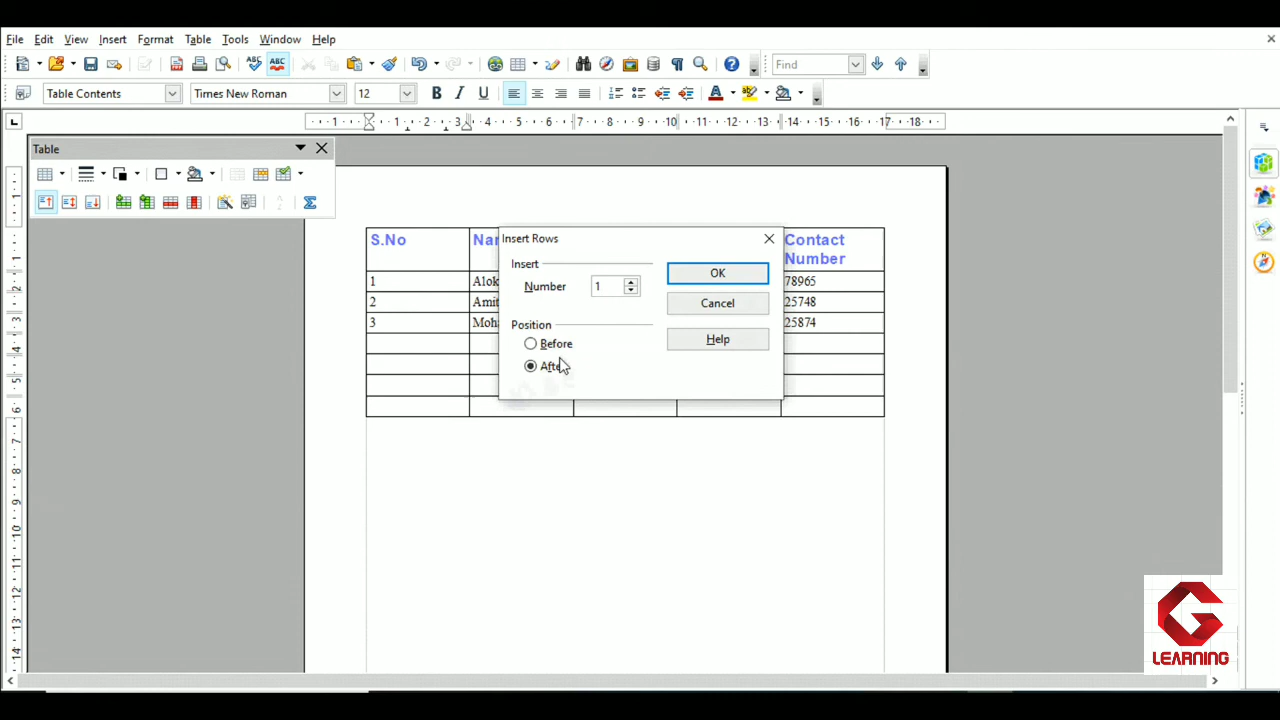 File Edit View Insert Format Table Tools Window Help
Find
Table Contents Times New Roman 12
Table
S.No Contact
Number
1 Alok 78965
2 Amit 25748
3 25874
Insert Rows
Insert
Number 1
Position
Before
OK
Cancel
Help
LEARNING